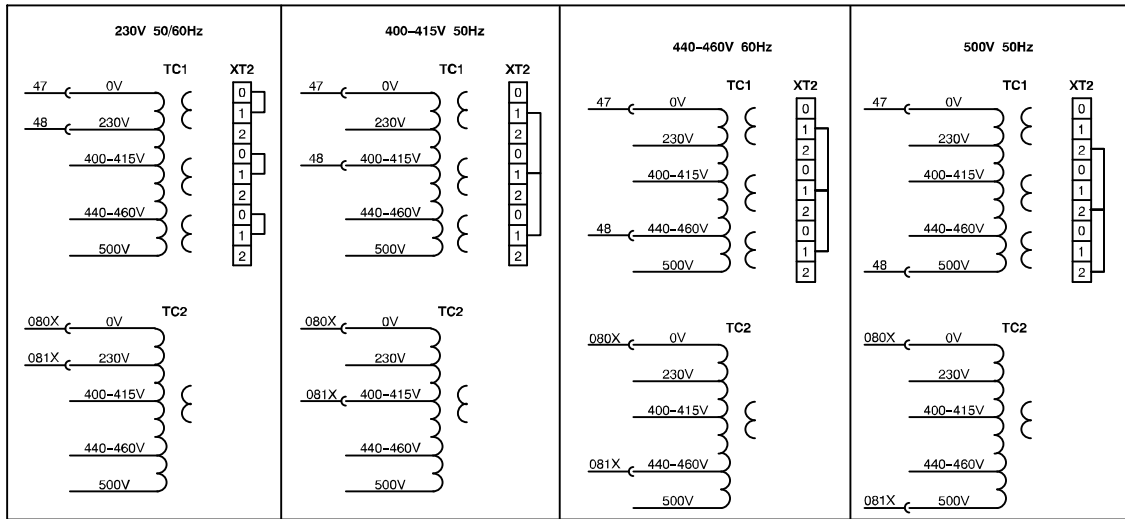 230V 50/60Hz
TC1 XT2
47 0V
48 230V
400-415V
440-460V
500V
0
1
2
0
1
2
0
1
2
TC2
080X 0V
081X 230V
400-415V
440-460V
500V
400-415V 50Hz
TC1 XT2
47 0V
230V
48 400-415V
440-460V
500V
0
1
2
0
1
2
0
1
2
TC2
080X 0V
230V
081X 400-415V
440-460V
500V
440-460V 60Hz
TC1 XT2
47 0V
230V
400-415V
48 440-460V
500V
0
1
2
0
1
2
0
1
2
TC2
080X 0V
230V
400-415V
081X 440-460V
500V
500V 50Hz
TC1 XT2
47 0V
230V
400-415V
440-460V
48 500V
0
1
2
0
1
2
0
1
2
TC2
080X 0V
230V
400-415V
440-460V
081X 500V